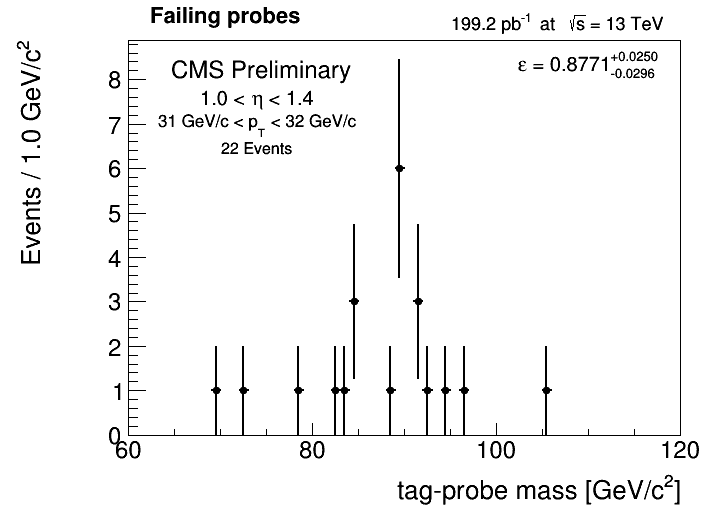 Failing probes
199.2 pb⁻¹ at √s = 13 TeV
CMS Preliminary
1.0 < η < 1.4
31 GeV/c < p_T < 32 GeV/c
22 Events
ε = 0.8771 +0.0250 -0.0296
Events / 1.0 GeV/c²
8
7
6
5
4
3
2
1
0
60 80 100 120
tag-probe mass [GeV/c²]